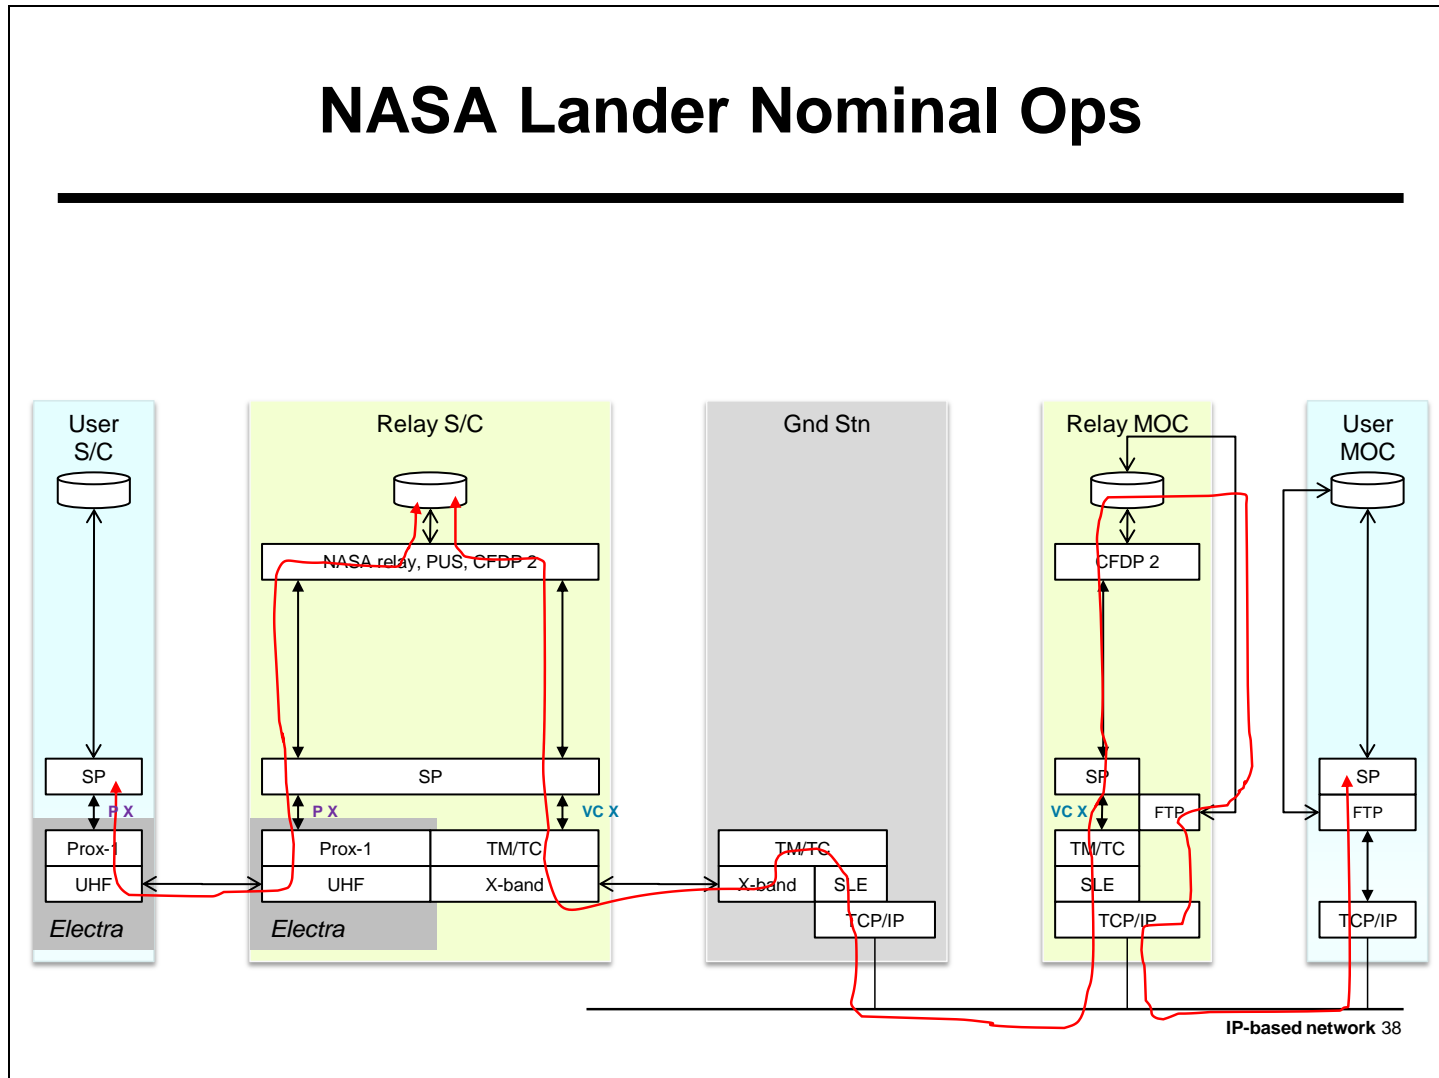 NASA Lander Nominal Ops
User
S/C
SP
P X
Prox-1
UHF
Electra
Relay S/C
NASA relay, PUS, CFDP 2
SP
P X
VC X
Prox-1
TM/TC
UHF
X-band
Electra
Gnd Stn
TM/TC
X-band
SLE
TCP/IP
Relay MOC
CFDP 2
SP
VC X
FTP
TM/TC
SLE
TCP/IP
User
MOC
SP
FTP
TCP/IP
IP-based network 38